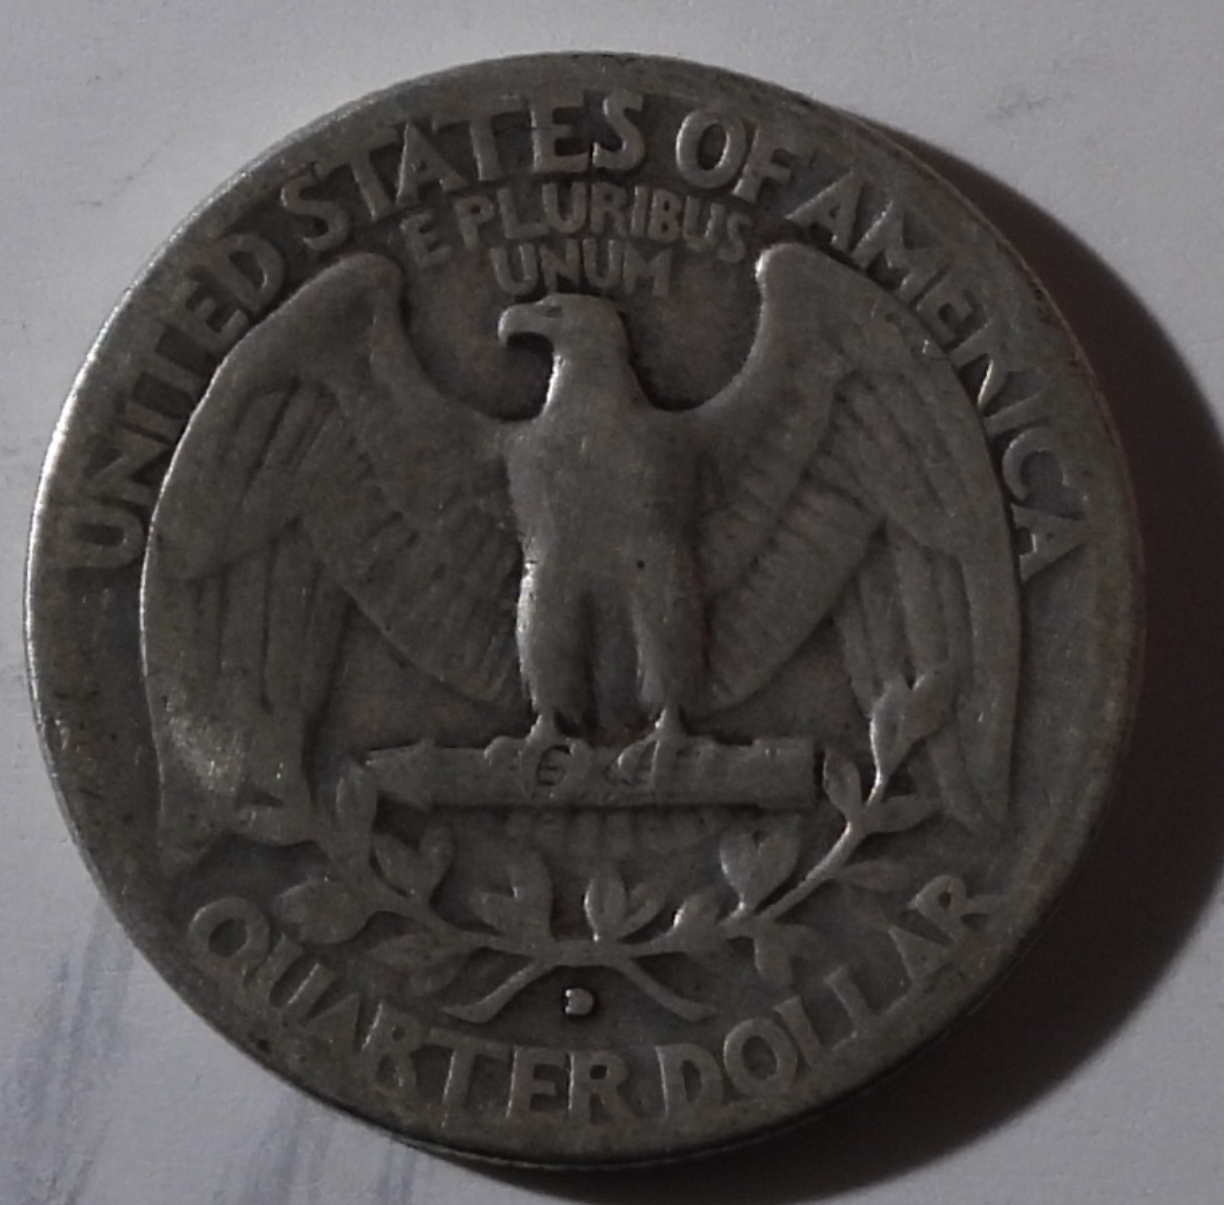 UNITED STATES OF AMERICA
E PLURIBUS
UNUM
D
QUARTER DOLLAR